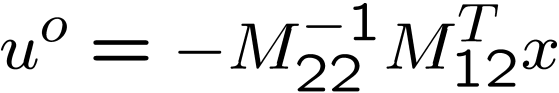 $u^o = -M_{22}^{-1} M_{12}^T x$